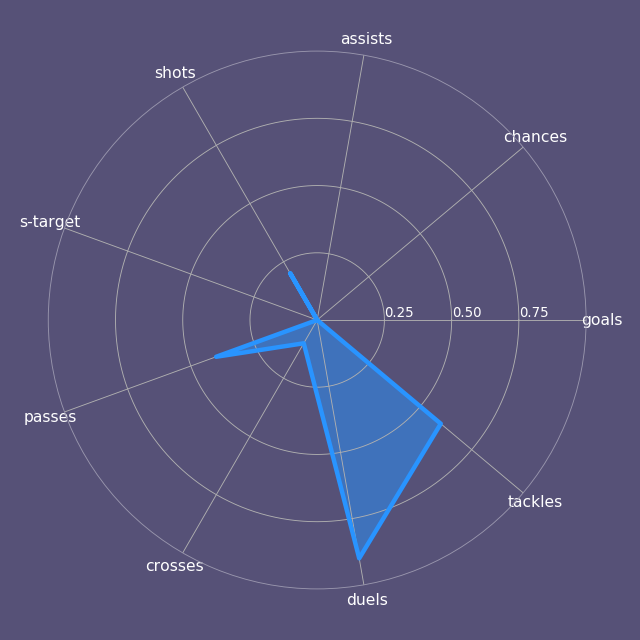 assists
shots
chances
s-target
0.25
0.50
0.75
goals
passes
tackles
crosses
duels